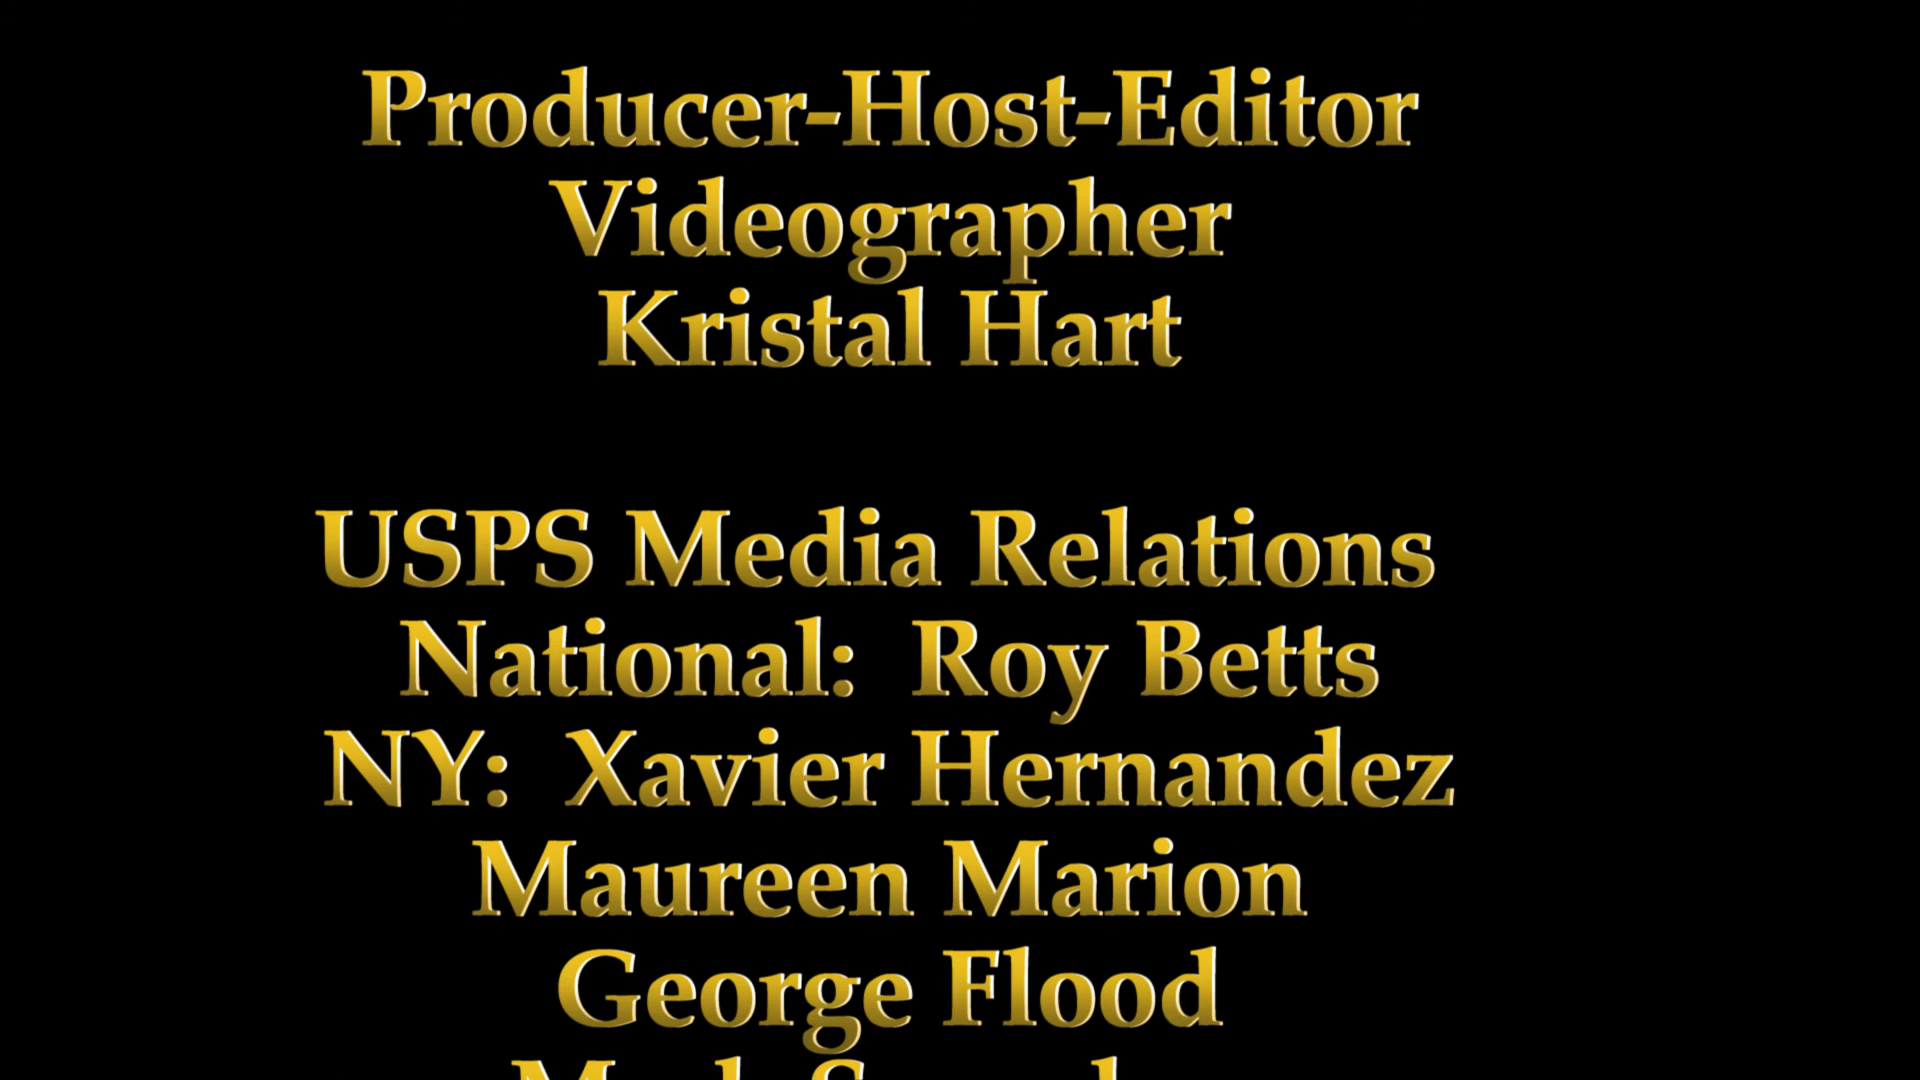 Producer-Host-Editor
Videographer
Kristal Hart
USPS Media Relations
National:  Roy Betts
NY:  Xavier Hernandez
Maureen Marion
George Flood